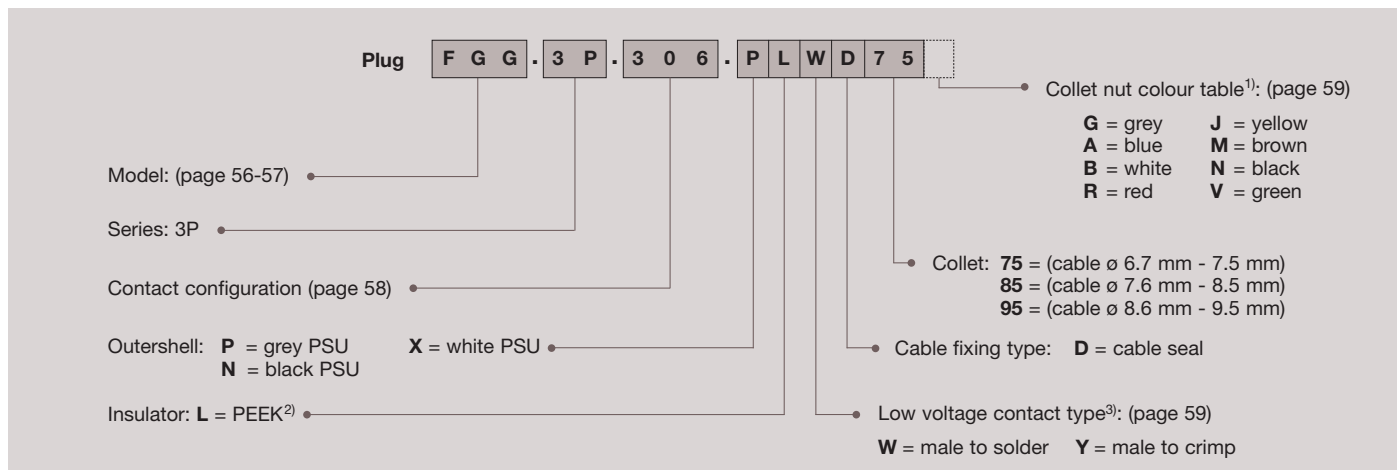 Plug F G G . 3 P . 3 0 6 . P L W D 7 5
Collet nut colour table1): (page 59)
G = grey J = yellow
A = blue M = brown
B = white N = black
R = red V = green
Model: (page 56-57)
Series: 3P
Collet: 75 = (cable ø 6.7 mm - 7.5 mm)
85 = (cable ø 7.6 mm - 8.5 mm)
95 = (cable ø 8.6 mm - 9.5 mm)
Contact configuration (page 58)
Outershell: P = grey PSU X = white PSU
N = black PSU
Cable fixing type: D = cable seal
Insulator: L = PEEK2)
Low voltage contact type3): (page 59)
W = male to solder Y = male to crimp